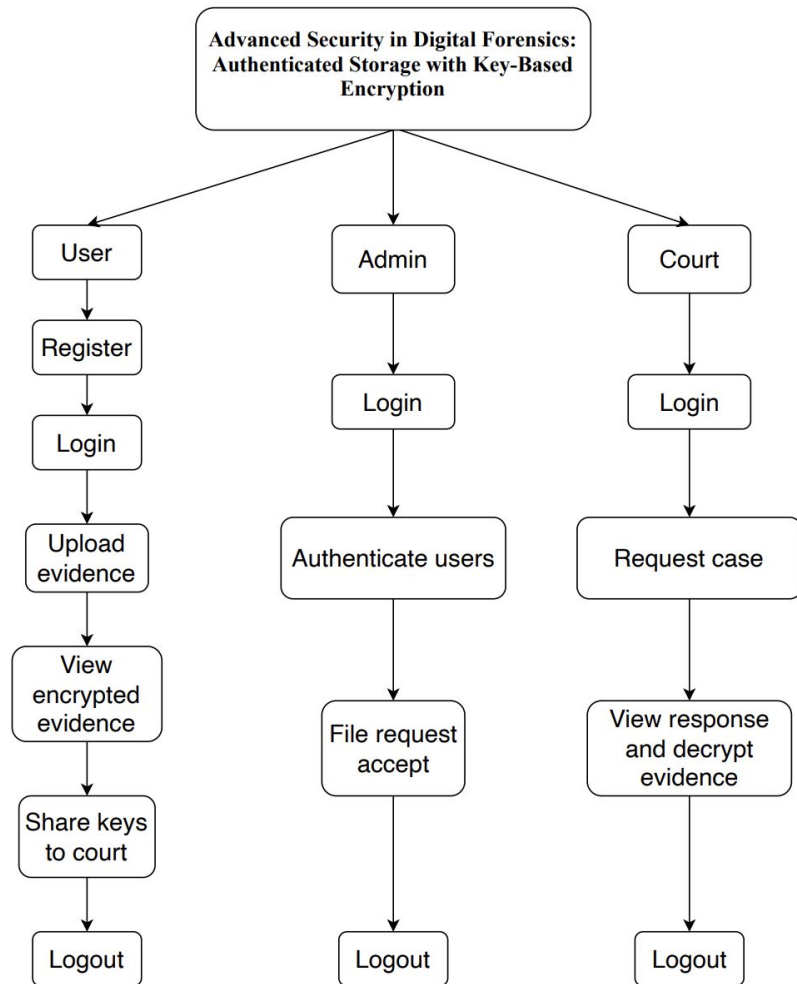 Advanced Security in Digital Forensics:
Authenticated Storage with Key-Based
Encryption
User
Admin
Court
Register
Login
Login
Login
Upload
evidence
Authenticate users
Request case
View
encrypted
evidence
File request
accept
View response
and decrypt
evidence
Share keys
to court
Logout
Logout
Logout